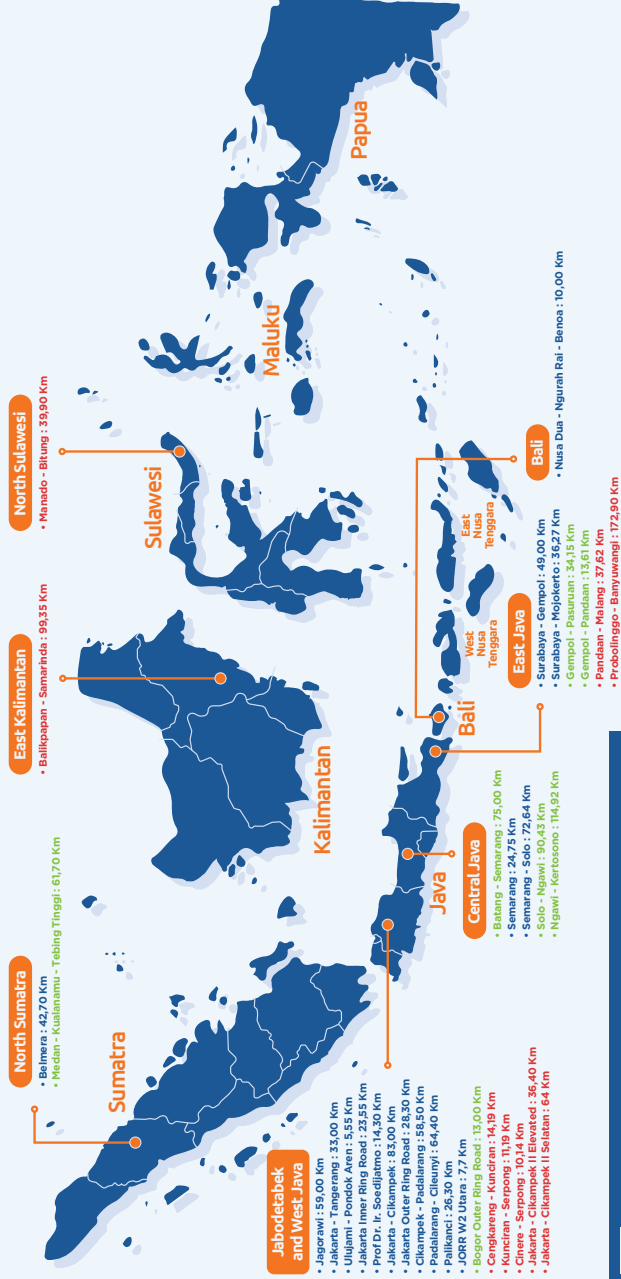 North Sumatra
• Belmera : 42,70 Km
• Medan - Kualanamu - Tebing Tinggi : 61,70 Km
East Kalimantan
• Balikpapan - Samarinda : 99,35 Km
North Sulawesi
• Manado - Bitung : 39,90 Km
Sumatra
Kalimantan
Sulawesi
Maluku
Papua
Java
Bali
West
Nusa
Tenggara
East
Nusa
Tenggara
Jabodetabek
and West Java
• Jagorawi : 59,00 Km
• Jakarta - Tangerang : 33,00 Km
• Ulujami - Pondok Aren : 5,55 Km
• Jakarta Inner Ring Road : 23,55 Km
• Prof Dr. Ir. Soedijatmo :14,30 Km
• Jakarta - Cikampek : 83,00 Km
• Jakarta Outer Ring Road : 28,30 Km
• Cikampek - Padalarang : 58,50 Km
• Padalarang - Cileunyi : 64,40 Km
• Palikanci : 26,30 Km
• JORR W2 Utara : 7,7 Km
• Bogor Outer Ring Road : 13,00 Km
• Cengkareng - Kunciran : 14,19 Km
• Kunciran - Serpong : 11,19 Km
• Cinere - Serpong : 10,14 Km
• Jakarta - Cikampek II Elevated : 36,40 Km
• Jakarta - Cikampek II Selatan : 64 Km
Central Java
• Batang - Semarang : 75,00 Km
• Semarang : 24,75 Km
• Semarang - Solo : 72,64 Km
• Solo - Ngawi : 90,43 Km
• Ngawi - Kertosono : 114,92 Km
East Java
• Surabaya - Gempol : 49,00 Km
• Surabaya - Mojokerto : 36,27 Km
• Gempol - Pasuruan : 34,15 Km
• Gempol - Pandaan : 13,61 Km
• Pandaan - Malang : 37,62 Km
• Probolinggo - Banyuwangi : 172,90 Km
Bali
• Nusa Dua - Ngurah Rai - Benoa : 10,00 Km